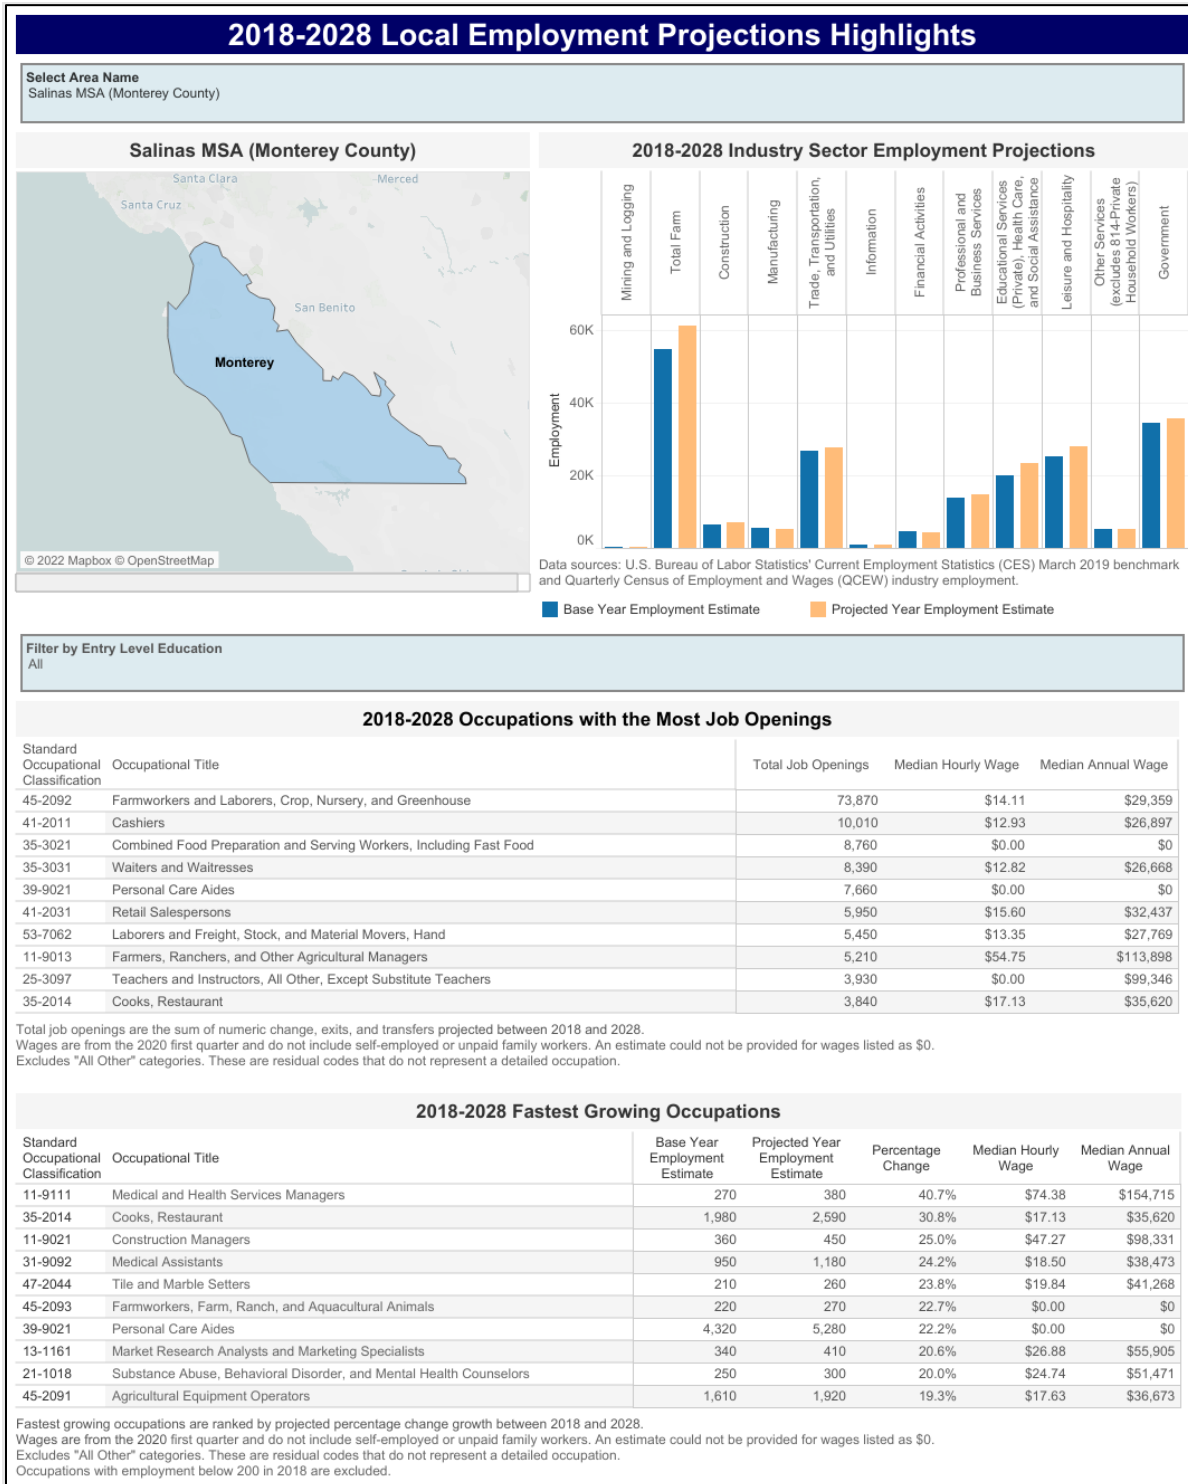 2018-2028 Local Employment Projections Highlights
Select Area Name
Salinas MSA (Monterey County)
Salinas MSA (Monterey County)
Santa Clara
Merced
Santa Cruz
San Benito
Monterey
© 2022 Mapbox © OpenStreetMap
2018-2028 Industry Sector Employment Projections
Mining and Logging
Total Farm
Construction
Manufacturing
Trade, Transportation,
and Utilities
Information
Financial Activities
Professional and
Business Services
Educational Services
(Private), Health Care,
and Social Assistance
Leisure and Hospitality
Other Services
(excludes 814-Private
Household Workers)
Government
Employment
60K
40K
20K
0K
Data sources: U.S. Bureau of Labor Statistics' Current Employment Statistics (CES) March 2019 benchmark
and Quarterly Census of Employment and Wages (QCEW) industry employment.
Base Year Employment Estimate
Projected Year Employment Estimate
Filter by Entry Level Education
All
2018-2028 Occupations with the Most Job Openings
Standard
Occupational Occupational Title Total Job Openings Median Hourly Wage Median Annual Wage
Classification
45-2092 Farmworkers and Laborers, Crop, Nursery, and Greenhouse 73,870 $14.11 $29,359
41-2011 Cashiers 10,010 $12.93 $26,897
35-3021 Combined Food Preparation and Serving Workers, Including Fast Food 8,760 $0.00 $0
35-3031 Waiters and Waitresses 8,390 $12.82 $26,668
39-9021 Personal Care Aides 7,660 $0.00 $0
41-2031 Retail Salespersons 5,950 $15.60 $32,437
53-7062 Laborers and Freight, Stock, and Material Movers, Hand 5,450 $13.35 $27,769
11-9013 Farmers, Ranchers, and Other Agricultural Managers 5,210 $54.75 $113,898
25-3097 Teachers and Instructors, All Other, Except Substitute Teachers 3,930 $0.00 $99,346
35-2014 Cooks, Restaurant 3,840 $17.13 $35,620
Total job openings are the sum of numeric change, exits, and transfers projected between 2018 and 2028.
Wages are from the 2020 first quarter and do not include self-employed or unpaid family workers. An estimate could not be provided for wages listed as $0.
Excludes "All Other" categories. These are residual codes that do not represent a detailed occupation.
2018-2028 Fastest Growing Occupations
Standard
Occupational
Classification
Occupational Title
Base Year
Employment
Estimate
Projected Year
Employment
Estimate
Percentage
Change
Median Hourly
Wage
Median Annual
Wage
11-9111 Medical and Health Services Managers 270 380 40.7% $74.38 $154,715
35-2014 Cooks, Restaurant 1,980 2,590 30.8% $17.13 $35,620
11-9021 Construction Managers 360 450 25.0% $47.27 $98,331
31-9092 Medical Assistants 950 1,180 24.2% $18.50 $38,473
47-2044 Tile and Marble Setters 210 260 23.8% $19.84 $41,268
45-2093 Farmworkers, Farm, Ranch, and Aquacultural Animals 220 270 22.7% $0.00 $0
39-9021 Personal Care Aides 4,320 5,280 22.2% $0.00 $0
13-1161 Market Research Analysts and Marketing Specialists 340 410 20.6% $26.88 $55,905
21-1018 Substance Abuse, Behavioral Disorder, and Mental Health Counselors 250 300 20.0% $24.74 $51,471
45-2091 Agricultural Equipment Operators 1,610 1,920 19.3% $17.63 $36,673
Fastest growing occupations are ranked by projected percentage change growth between 2018 and 2028.
Wages are from the 2020 first quarter and do not include self-employed or unpaid family workers. An estimate could not be provided for wages listed as $0.
Excludes "All Other" categories. These are residual codes that do not represent a detailed occupation.
Occupations with employment below 200 in 2018 are excluded.